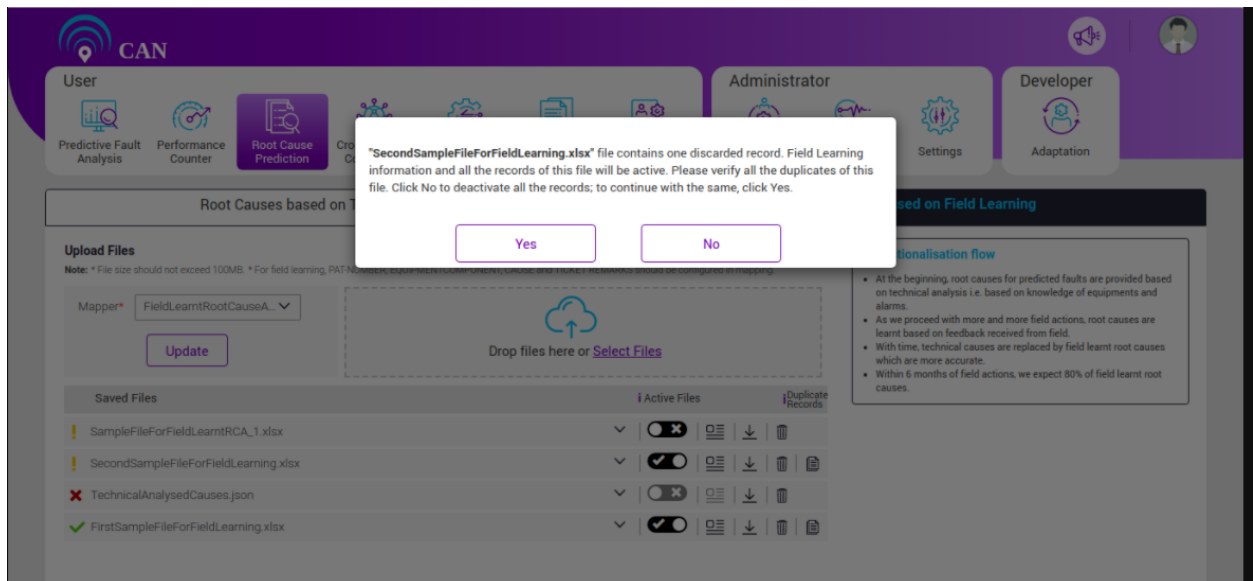 CAN
User
Administrator
Developer
Predictive Fault
Analysis
Performance
Counter
Root Cause
Prediction
Settings
Adaptation
"SecondSampleFileForFieldLearning.xlsx" file contains one discarded record. Field Learning
information and all the records of this file will be active. Please verify all the duplicates of this
file. Click No to deactivate all the records; to continue with the same, click Yes.
Yes
No
Root Causes based on
sed on Field Learning
Upload Files
Note: * File size should not exceed 100MB. * For field learning, PAT-NUMBER, EQUIPMENTCOMPONENT, CAUSE and TICKET REMARKS should be configured in mapping
Mapper*
FieldLearntRootCauseA..
Update
Drop files here or Select Files
tionalisation flow
At the beginning, root causes for predicted faults are provided based
on technical analysis i.e. based on knowledge of equipments and
alarms.
As we proceed with more and more field actions, root causes are
learnt based on feedback received from field.
With time, technical causes are replaced by field learnt root causes
which are more accurate.
Within 6 months of field actions, we expect 80% of field learnt root
causes.
Saved Files
i Active Files
i Duplicate
Records
SampleFileForFieldLearntRCA_1.xlsx
SecondSampleFileForFieldLearning.xlsx
TechnicalAnalysedCauses.json
FirstSampleFileForFieldLearning.xlsx